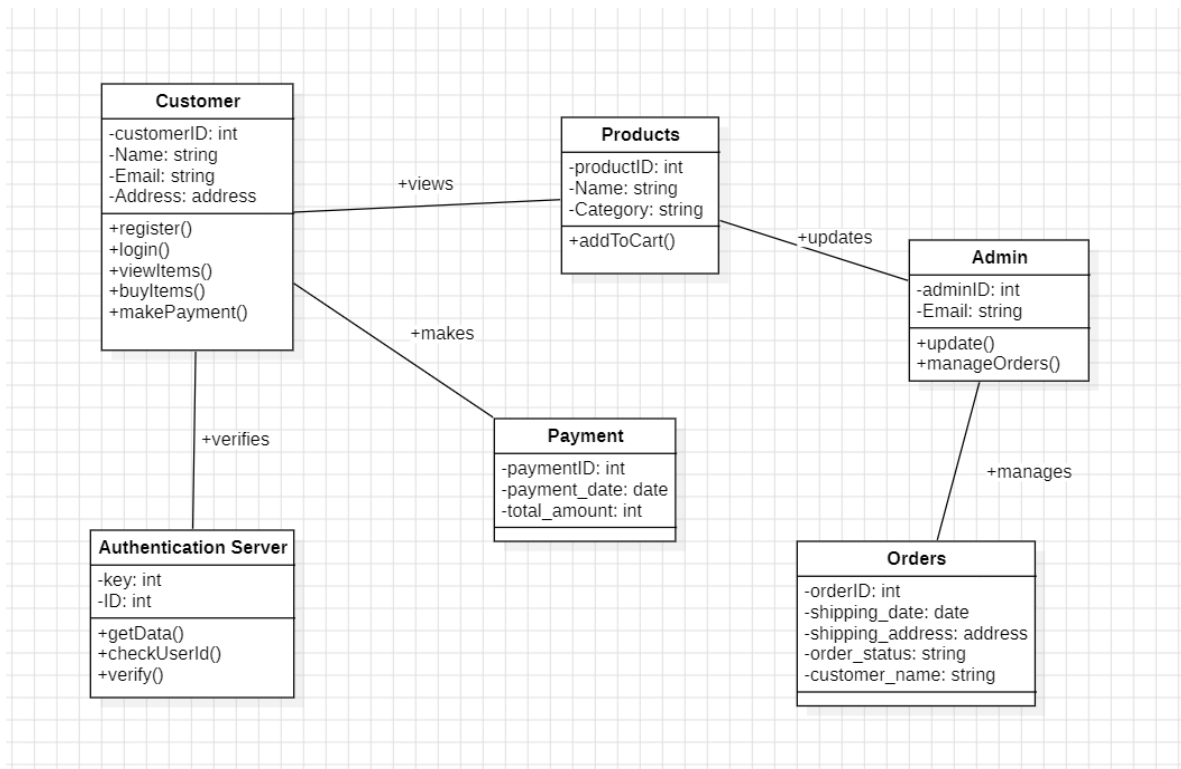 Customer
-customerID: int
-Name: string
-Email: string
-Address: address
+register()
+login()
+viewItems()
+buyItems()
+makePayment()
+views
Products
-productID: int
-Name: string
-Category: string
+addToCart()
+updates
Admin
-adminID: int
-Email: string
+update()
+manageOrders()
+makes
Payment
-paymentID: int
-payment_date: date
-total_amount: int
+verifies
+manages
Authentication Server
-key: int
-ID: int
+getData()
+checkUserId()
+verify()
Orders
-orderID: int
-shipping_date: date
-shipping_address: address
-order_status: string
-customer_name: string